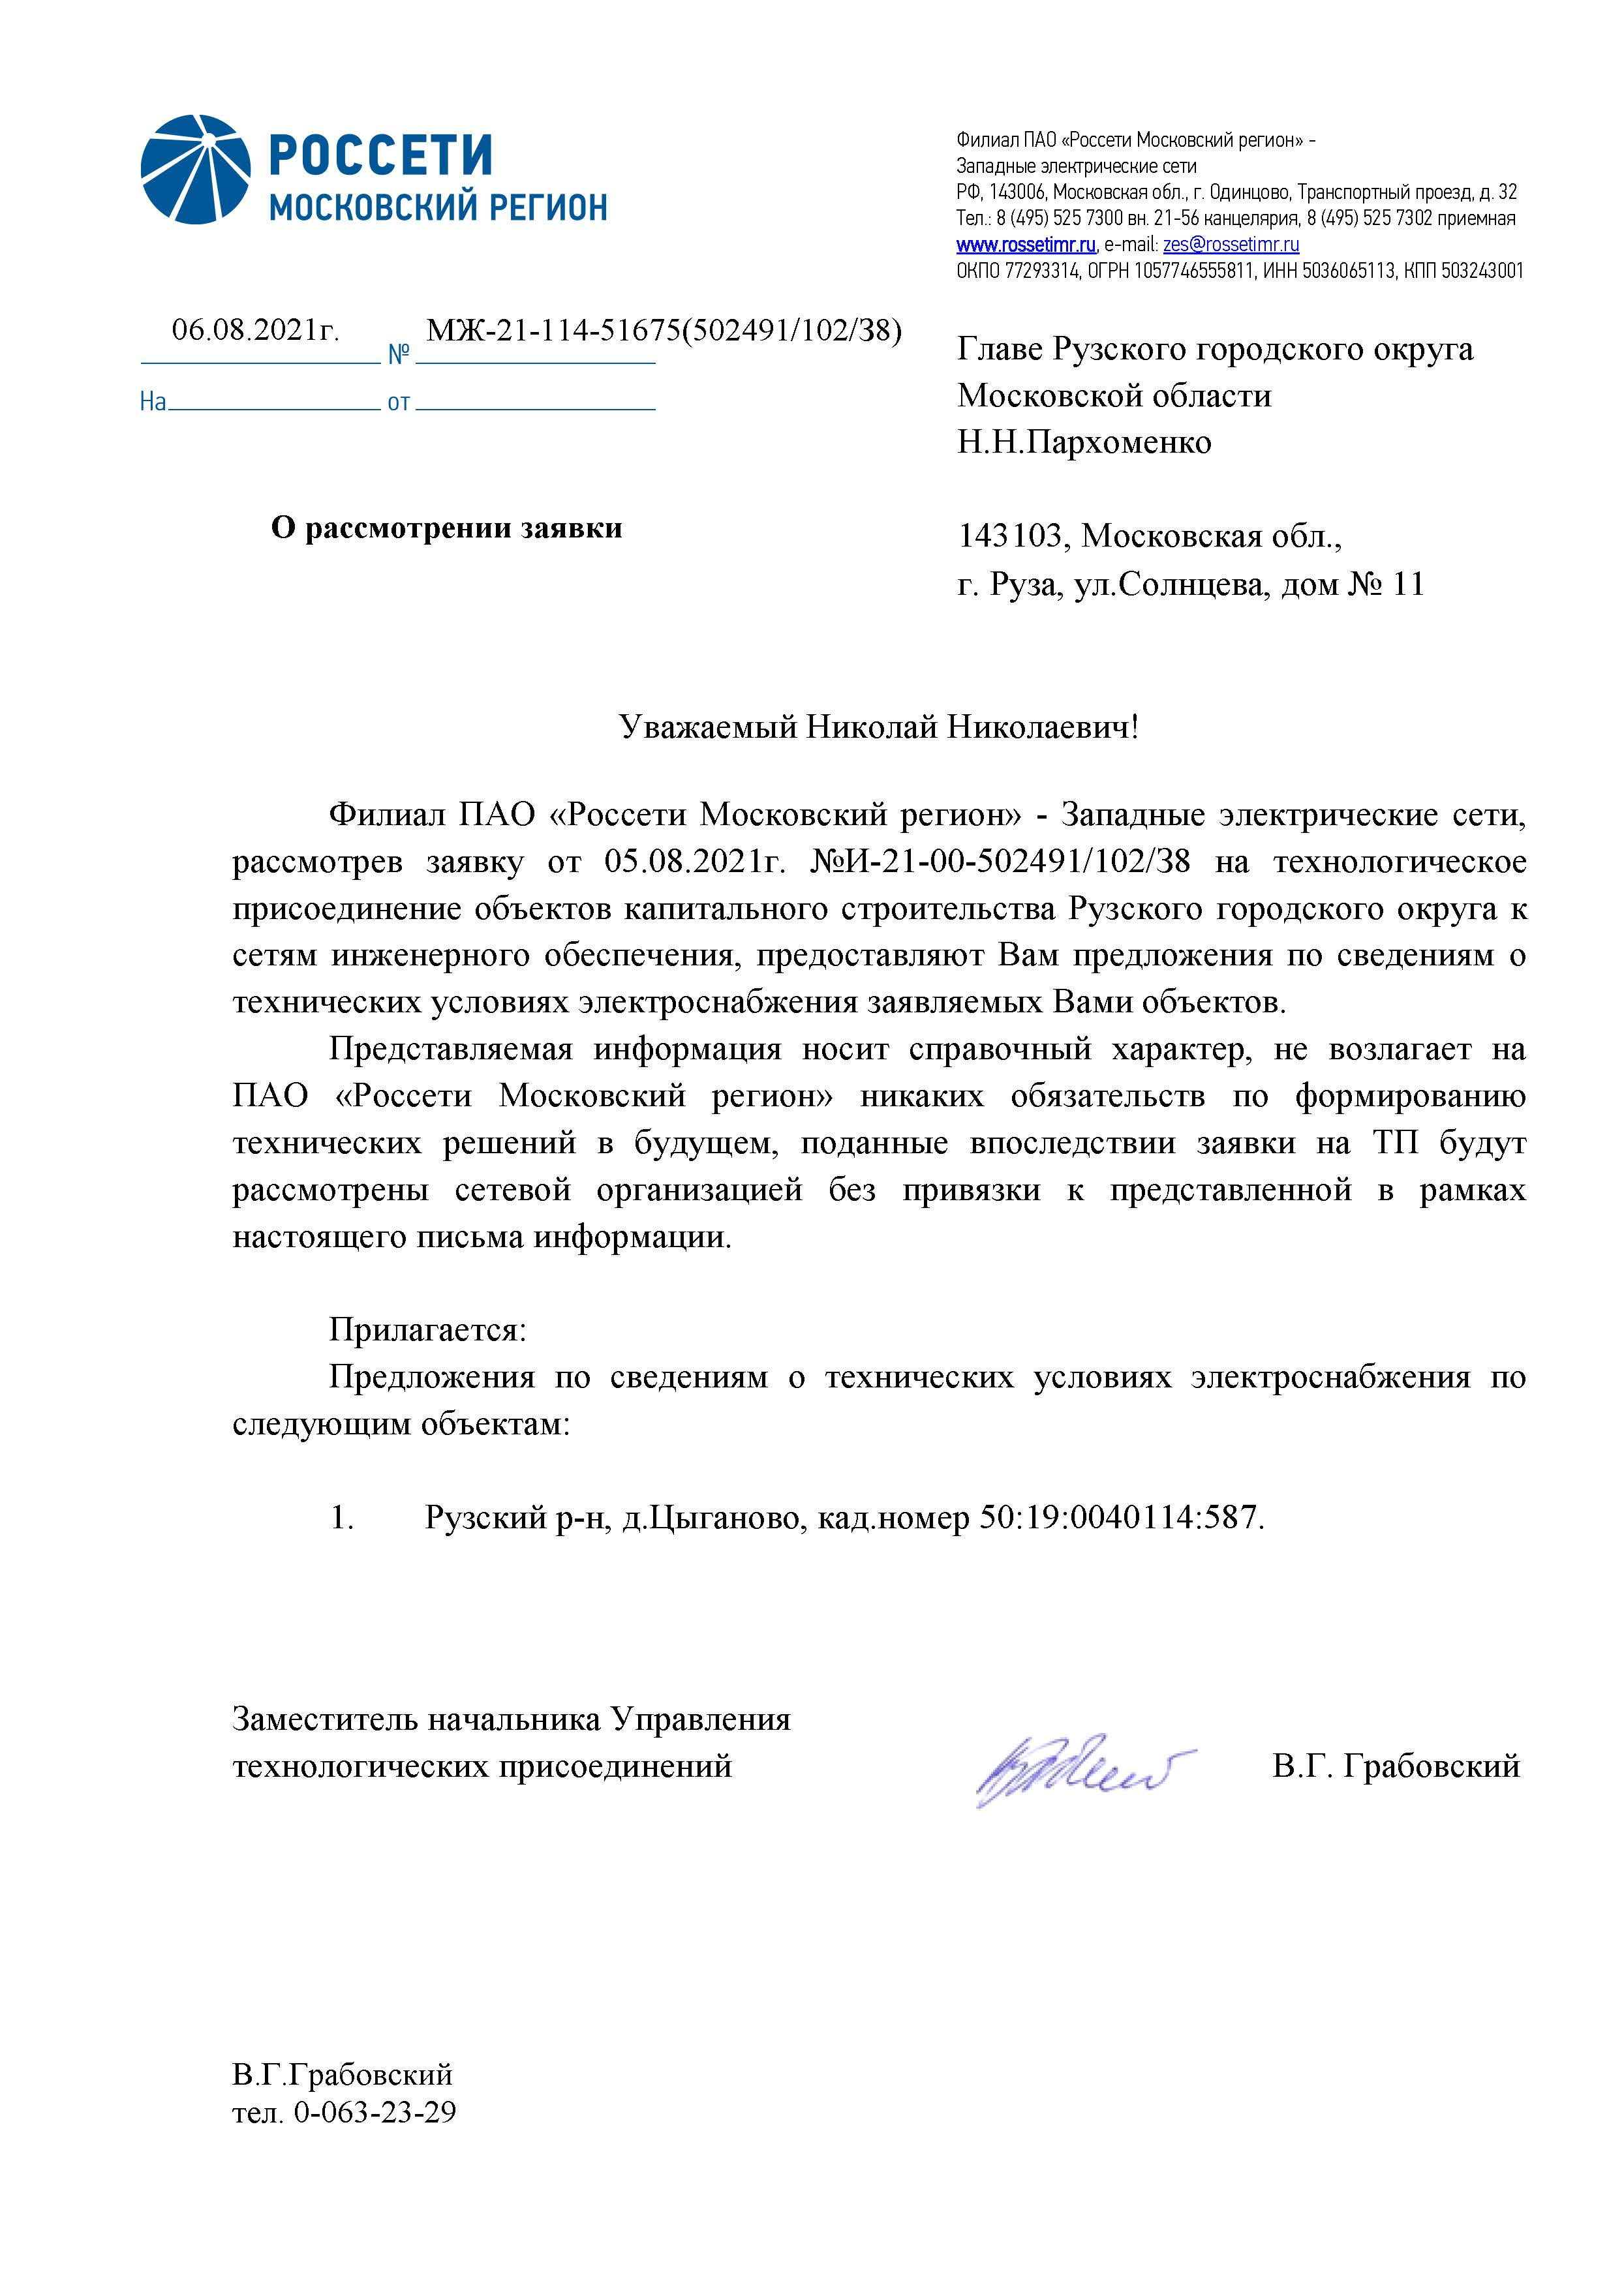 РОССЕТИ
МОСКОВСКИЙ РЕГИОН
Филиал ПАО «Россети Московский регион» -
Западные электрические сети
РФ, 143006, Московская обл., г. Одинцово, Транспортный проезд, д. 32
Тел.: 8 (495) 525 7300 вн. 21-56 канцелярия, 8 (495) 525 7302 приемная
www.rossetimr.ru, e-mail: zes@rossetimr.ru
ОКПО 77293314, ОГРН 1057746555811, ИНН 5036065113, КПП 503243001
06.08.2021г. № МЖ-21-114-51675(502491/102/З8)
На от
Главе Рузского городского округа
Московской области
Н.Н.Пархоменко
О рассмотрении заявки
143103, Московская обл.,
г. Руза, ул.Солнцева, дом № 11
Уважаемый Николай Николаевич!
Филиал ПАО «Россети Московский регион» - Западные электрические сети,
рассмотрев заявку от 05.08.2021г. №И-21-00-502491/102/З8 на технологическое
присоединение объектов капитального строительства Рузского городского округа к
сетям инженерного обеспечения, предоставляют Вам предложения по сведениям о
технических условиях электроснабжения заявляемых Вами объектов.
Представляемая информация носит справочный характер, не возлагает на
ПАО «Россети Московский регион» никаких обязательств по формированию
технических решений в будущем, поданные впоследствии заявки на ТП будут
рассмотрены сетевой организацией без привязки к представленной в рамках
настоящего письма информации.
Прилагается:
Предложения по сведениям о технических условиях электроснабжения по
следующим объектам:
1. Рузский р-н, д.Цыганово, кад.номер 50:19:0040114:587.
Заместитель начальника Управления
технологических присоединений В.Г. Грабовский
В.Г.Грабовский
тел. 0-063-23-29